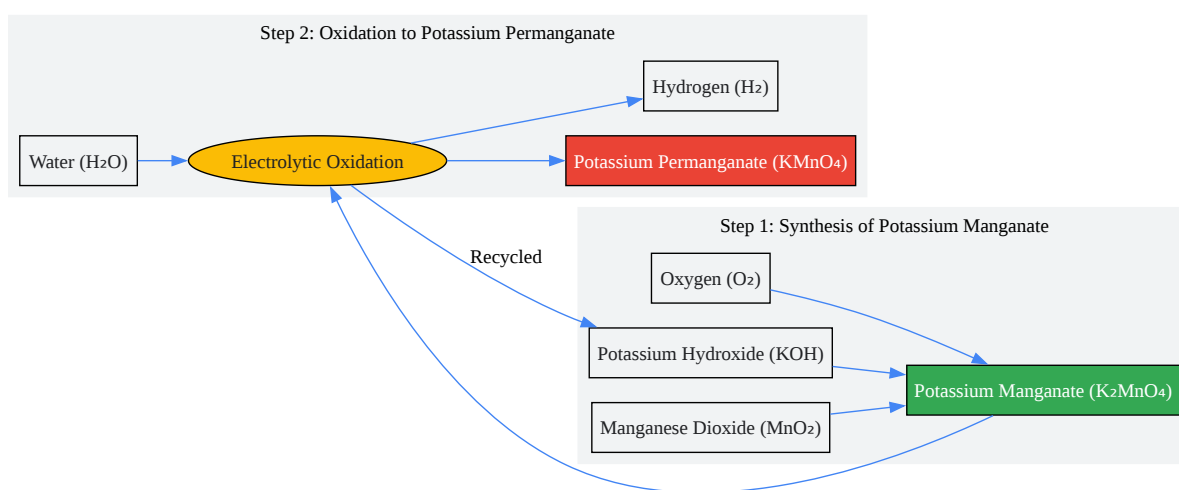 Step 2: Oxidation to Potassium Permanganate
Hydrogen (H₂)
Water (H₂O)
Electrolytic Oxidation
Potassium Permanganate (KMnO₄)
Recycled
Step 1: Synthesis of Potassium Manganate
Oxygen (O₂)
Potassium Hydroxide (KOH)
Potassium Manganate (K₂MnO₄)
Manganese Dioxide (MnO₂)